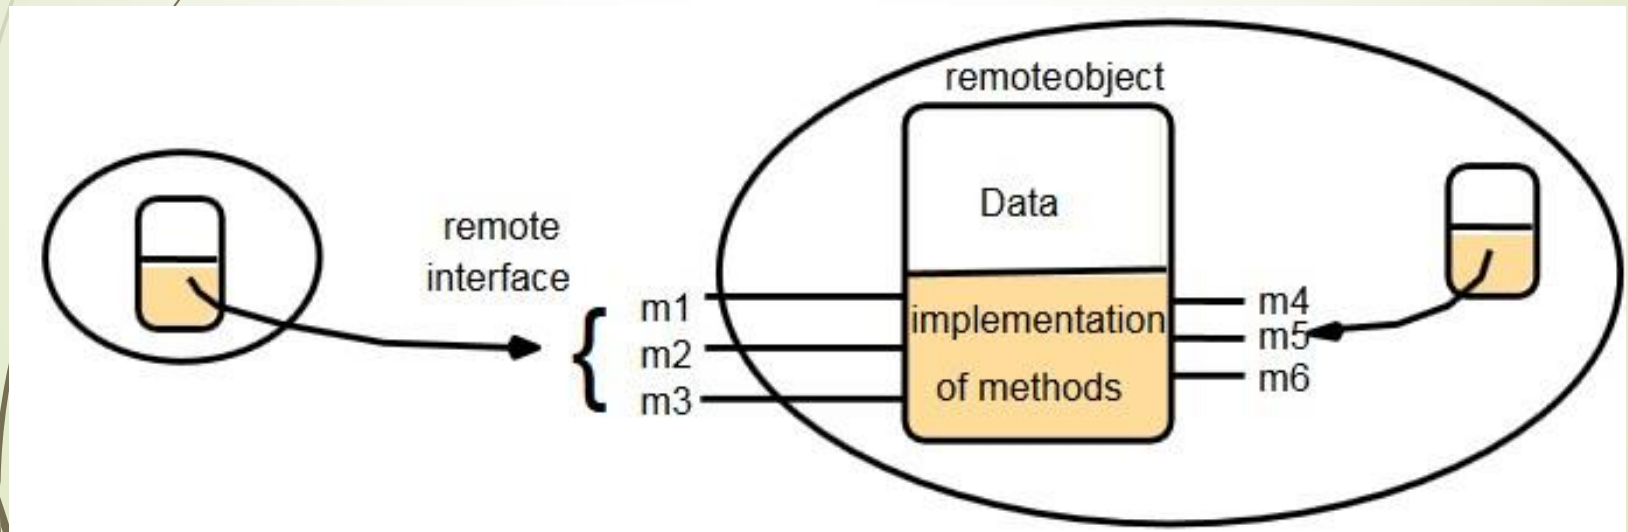 remoteobject
Data
remote
interface
{
m1
m2
m3
implementation
of methods
m4
m5
m6